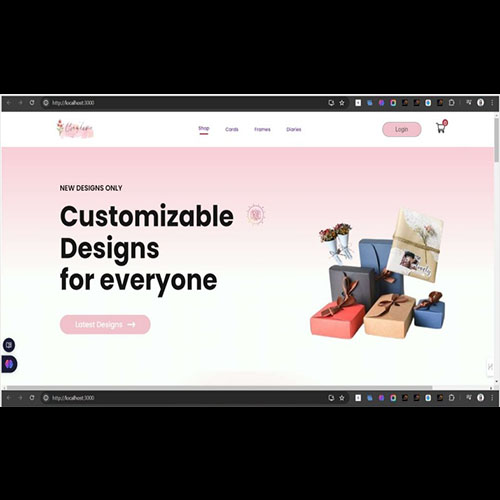 http://localhost:3000
Shop Cards Frames Diaries Login 0
NEW DESIGNS ONLY
Customizable
Designs
for everyone
Latest Designs →
http://localhost:3000